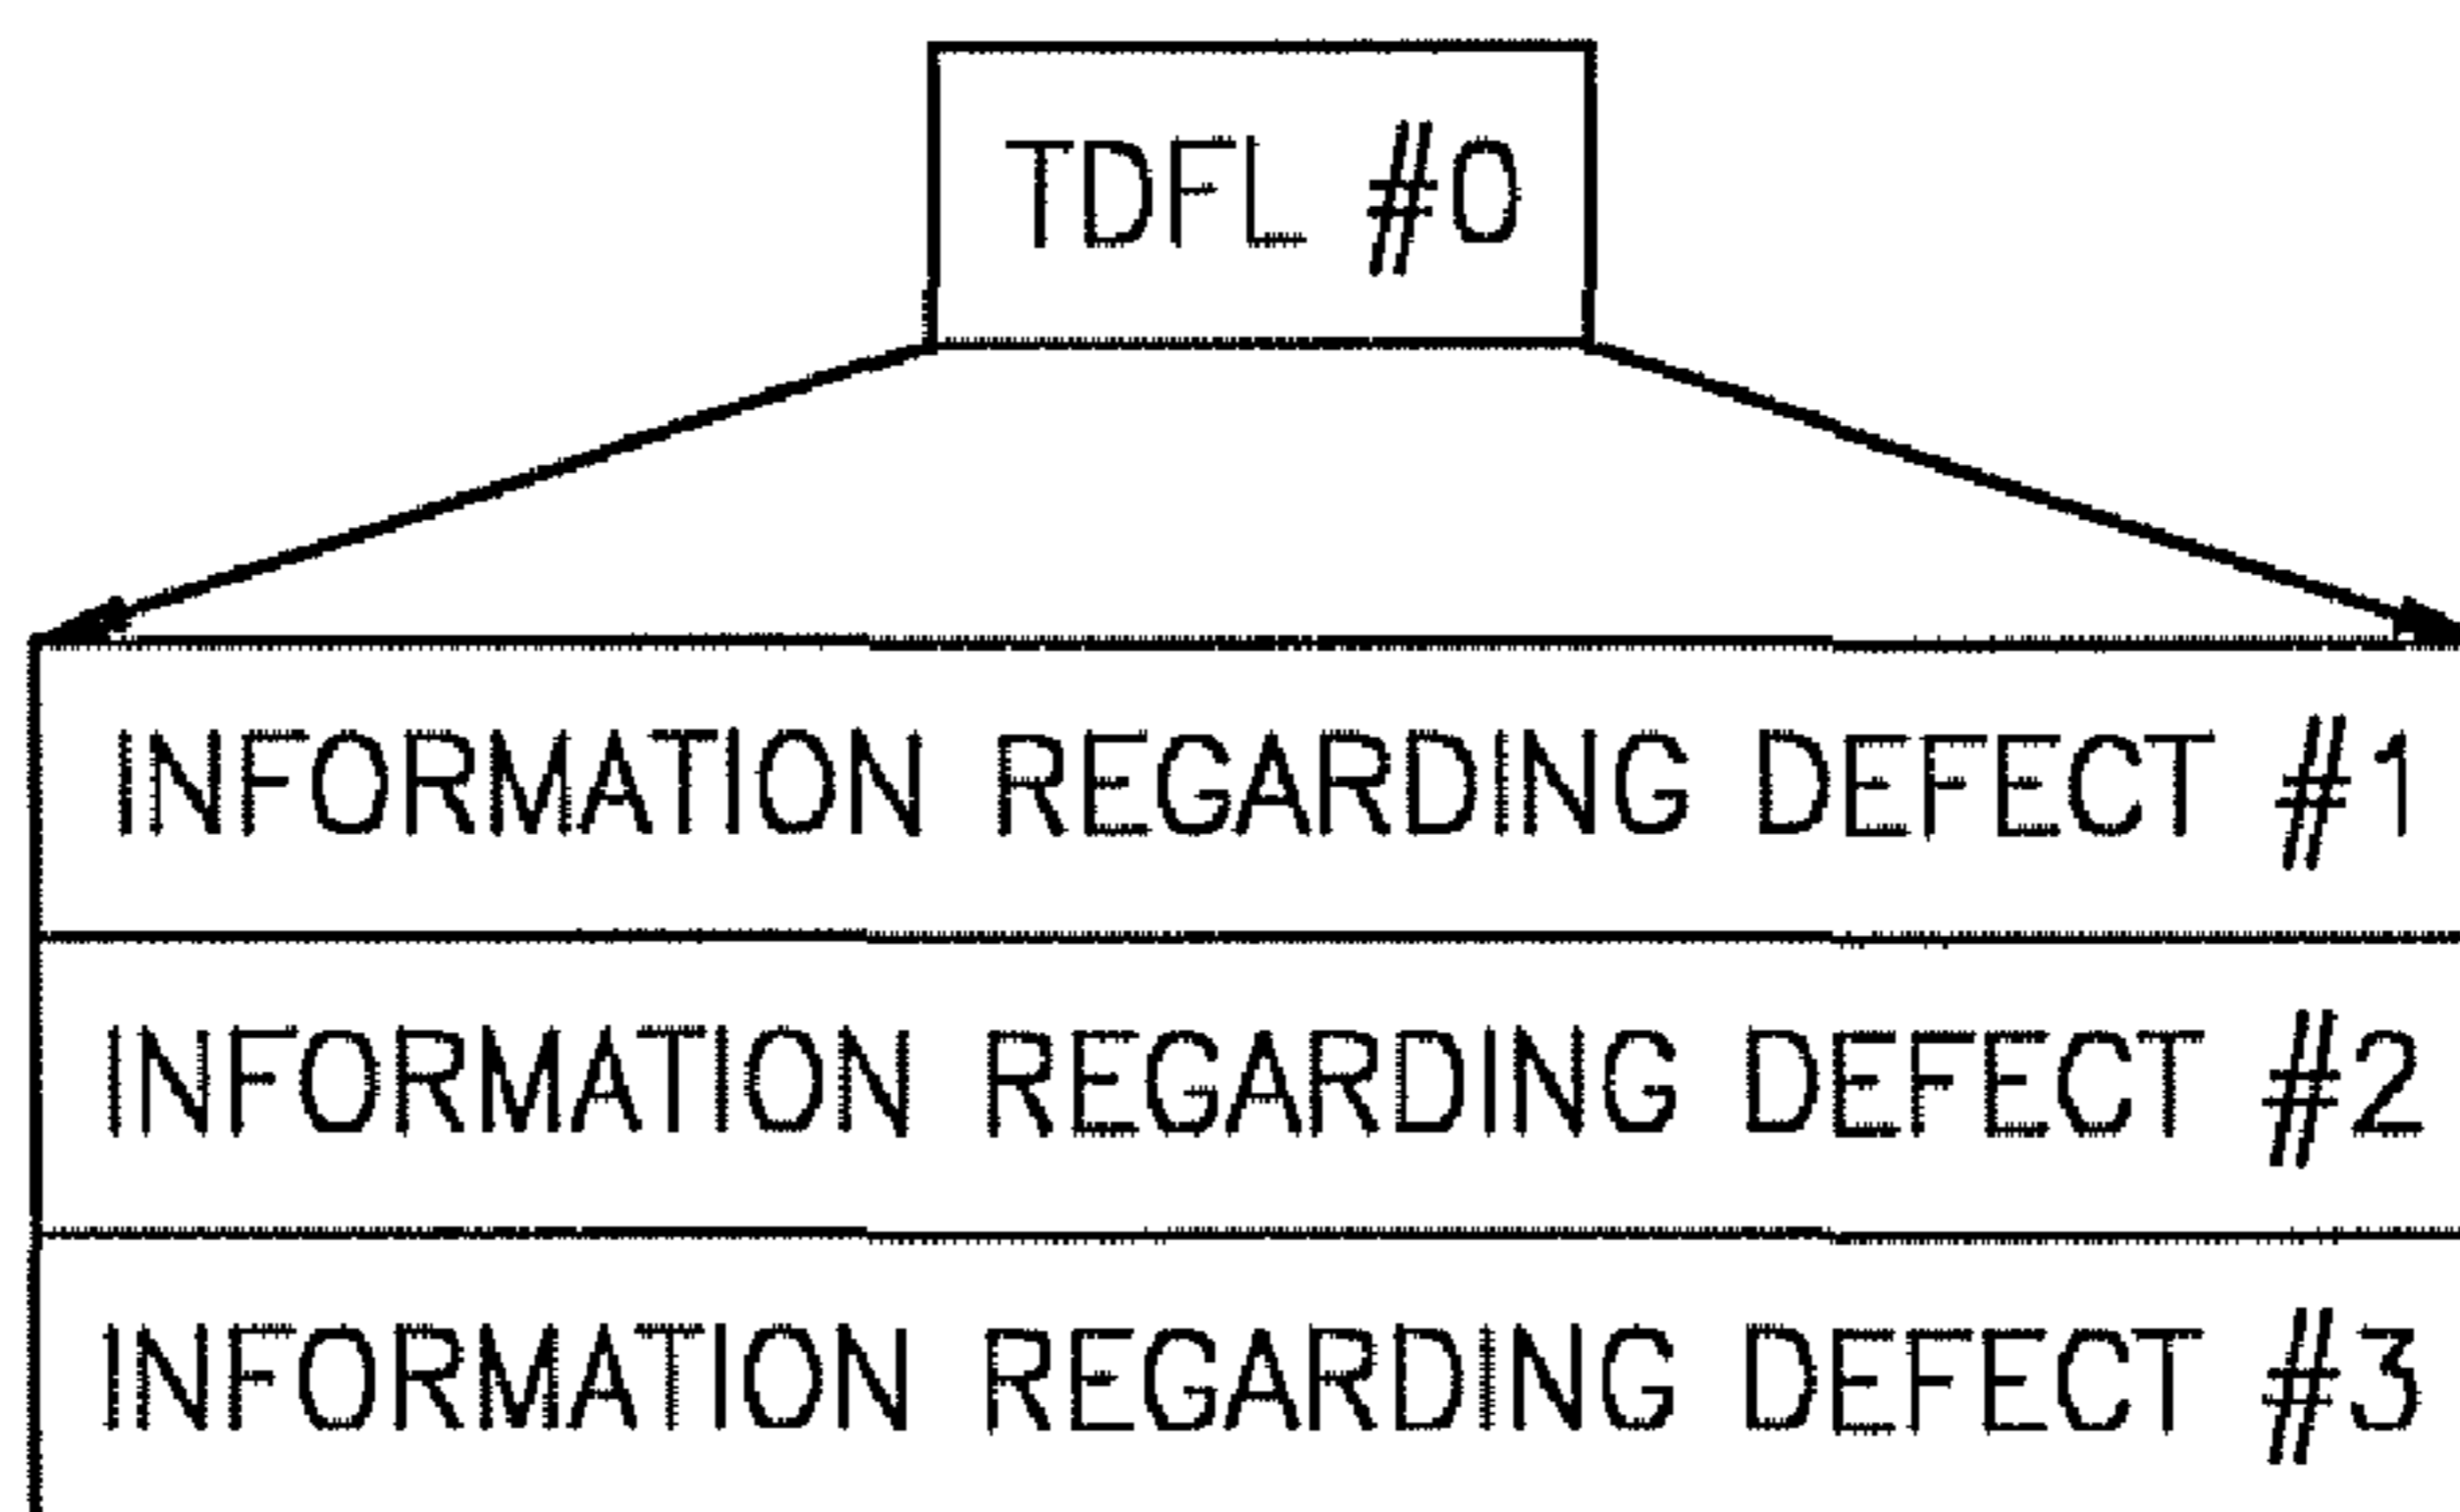 TDFL #0
INFORMATION REGARDING DEFECT #1
INFORMATION REGARDING DEFECT #2
INFORMATION REGARDING DEFECT #3